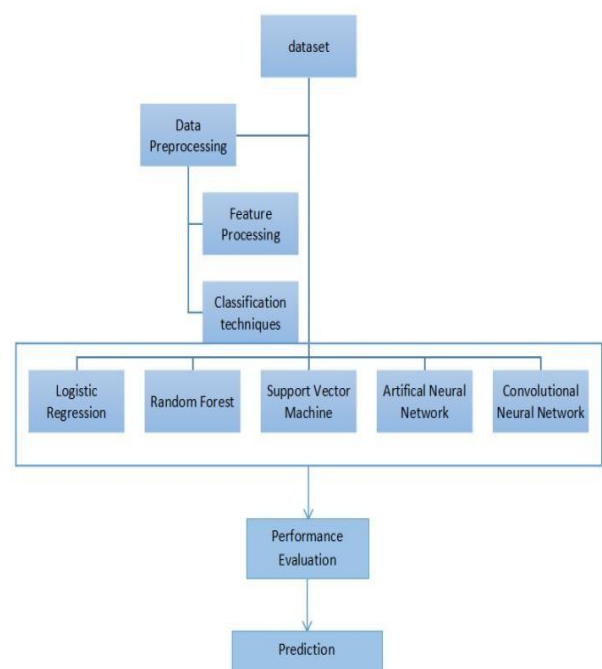 dataset
Data
Preprocessing
Feature
Processing
Classification
techniques
Logistic
Regression
Random Forest
Support Vector
Machine
Artifical Neural
Network
Convolutional
Neural Network
Performance
Evaluation
Prediction